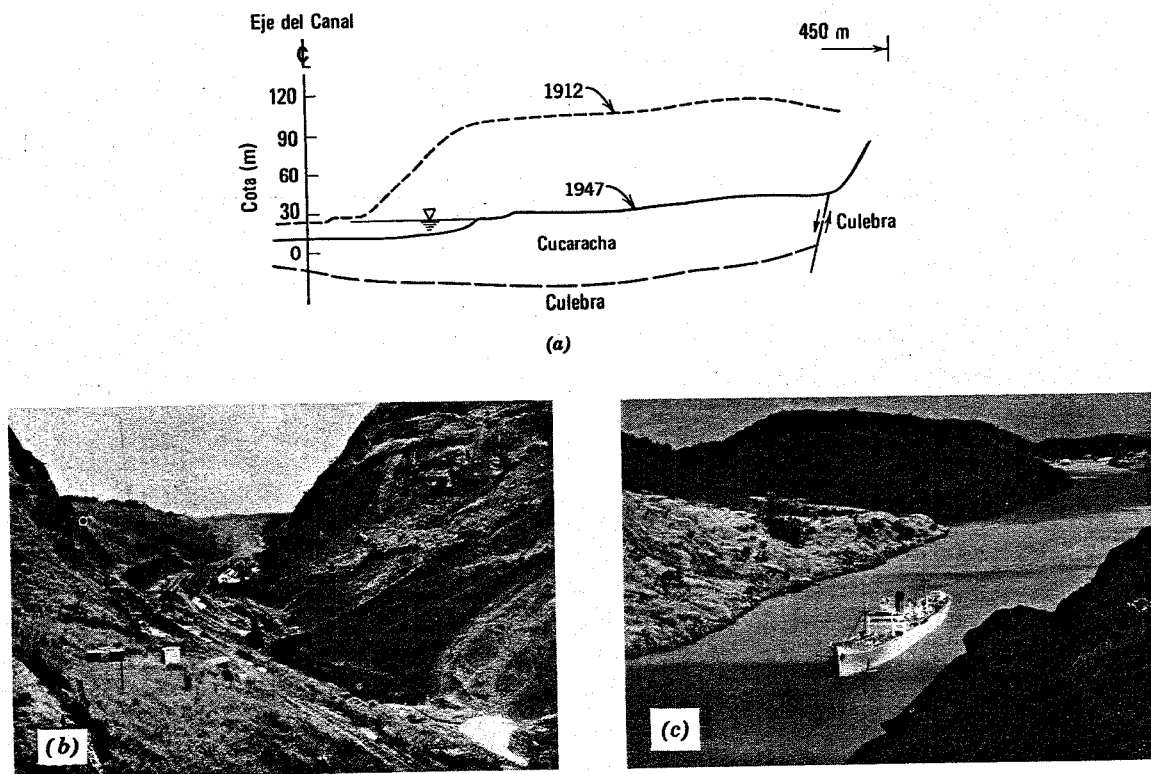 Eje del Canal
℄
450 m
120
90
60
30
0
Cota (m)
1912
1947
Cucaracha
Culebra
Culebra
(a)
(b)
(c)